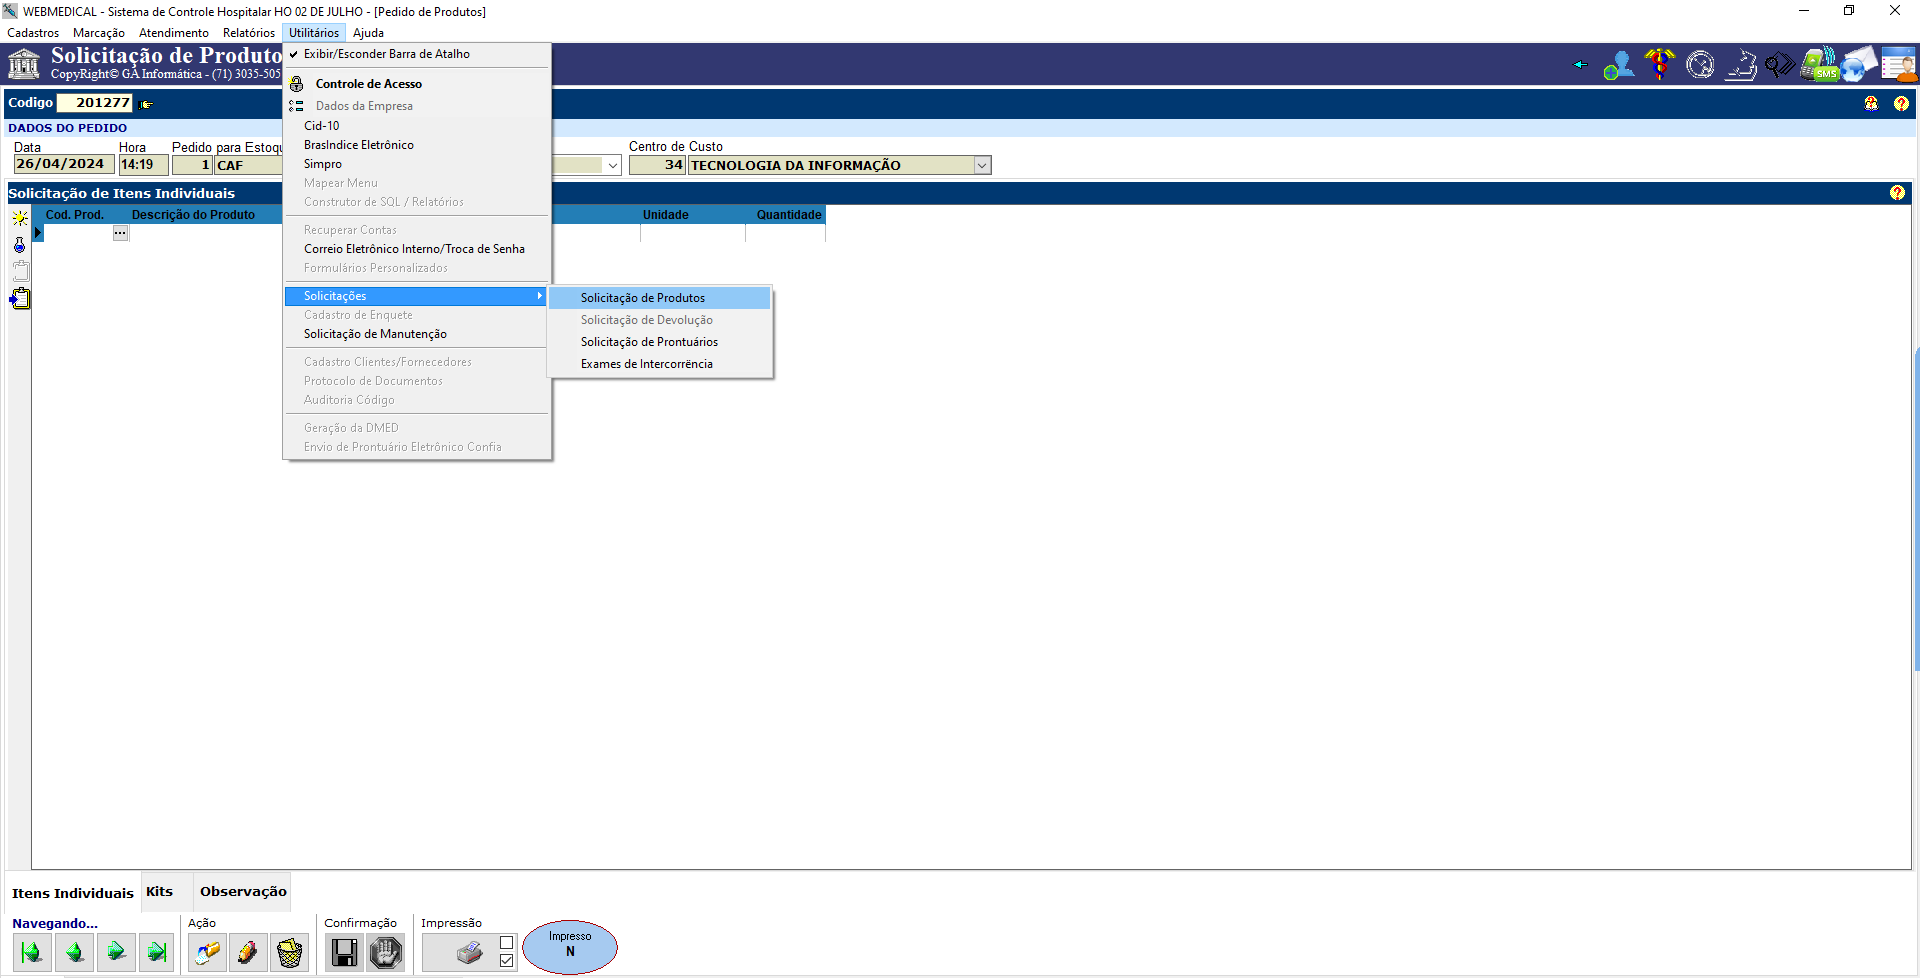 WEBMEDICAL - Sistema de Controle Hospitalar HO 02 DE JULHO - [Pedido de Produtos]
Cadastros Marcação Atendimento Relatórios Utilitários Ajuda
Solicitação de Produto
CopyRight© GA Informática - (71) 3035-505
SMS
Exibir/Esconder Barra de Atalho
Controle de Acesso
Dados da Empresa
Cid-10
BrasIndice Eletrônico
Simpro
Mapear Menu
Construtor de SQL / Relatórios
Recuperar Contas
Correio Eletrônico Interno/Troca de Senha
Formulários Personalizados
Solicitações
Cadastro de Enquete
Solicitação de Manutenção
Cadastro Clientes/Fornecedores
Protocolo de Documentos
Auditoria Código
Geração da DMED
Envio de Prontuário Eletrônico Confia
Solicitação de Produtos
Solicitação de Devolução
Solicitação de Prontuários
Exames de Intercorrência
Codigo 201277
DADOS DO PEDIDO
Data Hora Pedido para Estoqu Centro de Custo
26/04/2024 14:19 1 CAF 34 TECNOLOGIA DA INFORMAÇÃO
Solicitação de Itens Individuais
Cod. Prod. Descrição do Produto Unidade Quantidade
...
Itens Individuais Kits Observação
Navegando... Ação Confirmação Impressão
Impresso
N